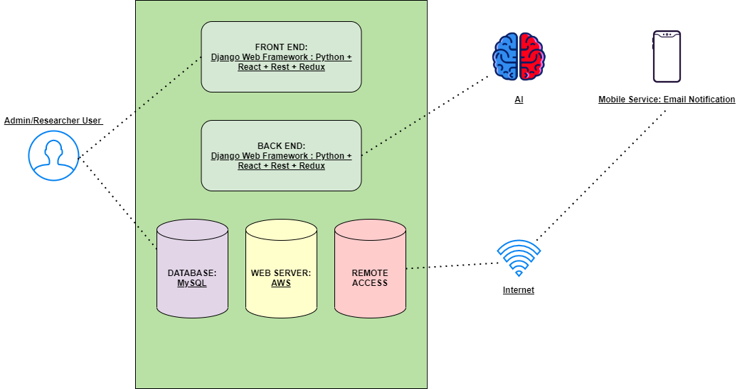 FRONT END:
Django Web Framework : Python +
React + Rest + Redux
AI
Mobile Service: Email Notification
Admin/Researcher User
BACK END:
Django Web Framework : Python +
React + Rest + Redux
DATABASE:
MySQL
WEB SERVER:
AWS
REMOTE
ACCESS
Internet